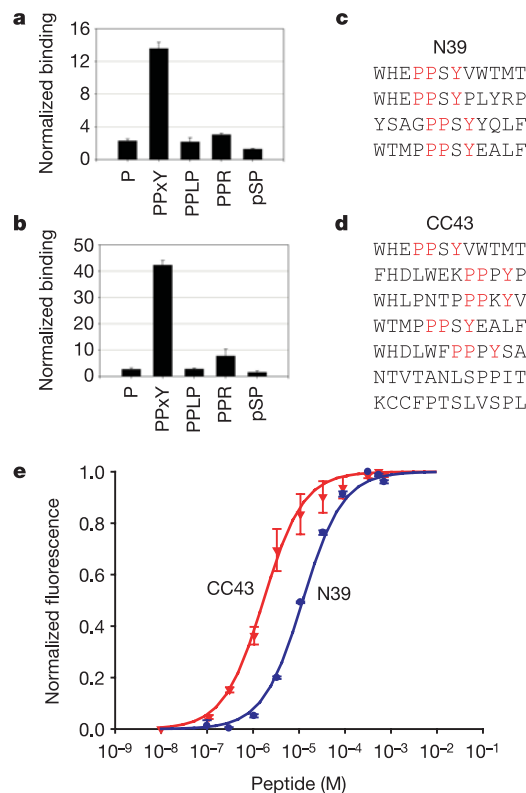 a
Normalized binding
16
12
8
4
0
P
PPxY
PPLP
PPR
pSP
b
Normalized binding
50
40
30
20
10
0
P
PPxY
PPLP
PPR
pSP
c
N39
WHEPPSYVWTMT
WHEPPSYPLYRP
YSAGPPSYYQLF
WTMPPPSYEALF
d
CC43
WHEPPSYVWTMT
FHDLWEKPPPYP
WHLPNTPPPKYV
WTMPPPSYEALF
WHDLWFPPPYSA
NTVTANLSPPIT
KCCFPTSLVSPL
e
Normalized fluorescence
1.0
0.8
0.6
0.4
0.2
0.0
CC43
N39
10⁻⁹ 10⁻⁸ 10⁻⁷ 10⁻⁶ 10⁻⁵ 10⁻⁴ 10⁻³ 10⁻² 10⁻¹
Peptide (M)